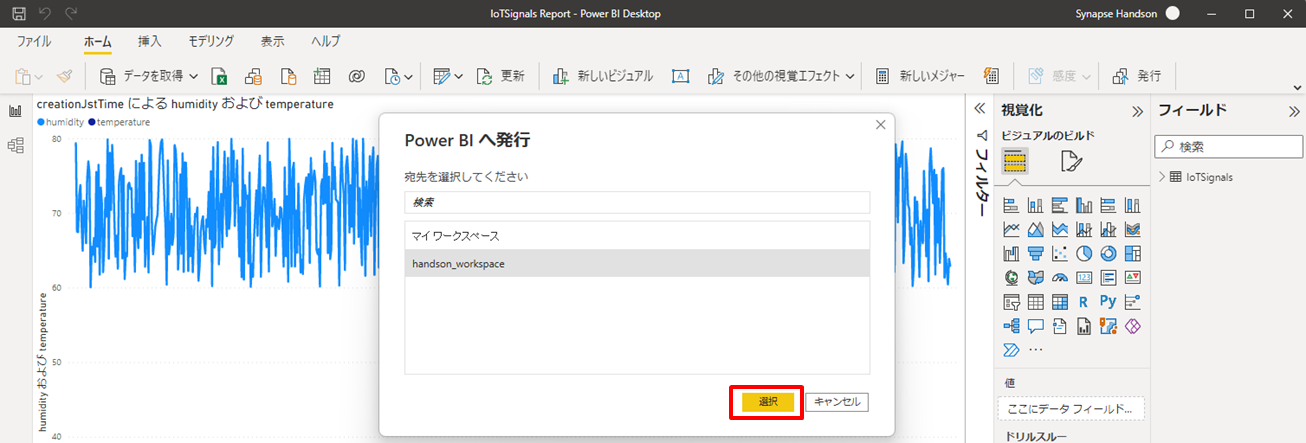 IoTSignals Report - Power BI Desktop
Synapse Handson
ファイル ホーム 挿入 モデリング 表示 ヘルプ
データを取得 更新 新しいビジュアル A その他の視覚エフェクト 新しいメジャー 感度 発行
creationJstTime による humidity および temperature
humidity temperature
80
70
60
50
40
humidity および temperature
Power BI へ発行
宛先を選択してください
検索
マイ ワークスペース
handson_workspace
選択 キャンセル
フィルター
視覚化
ビジュアルのビルド
123
R Py
値
ここにデータ フィールド...
ドリルスルー
フィールド
検索
IoTSignals